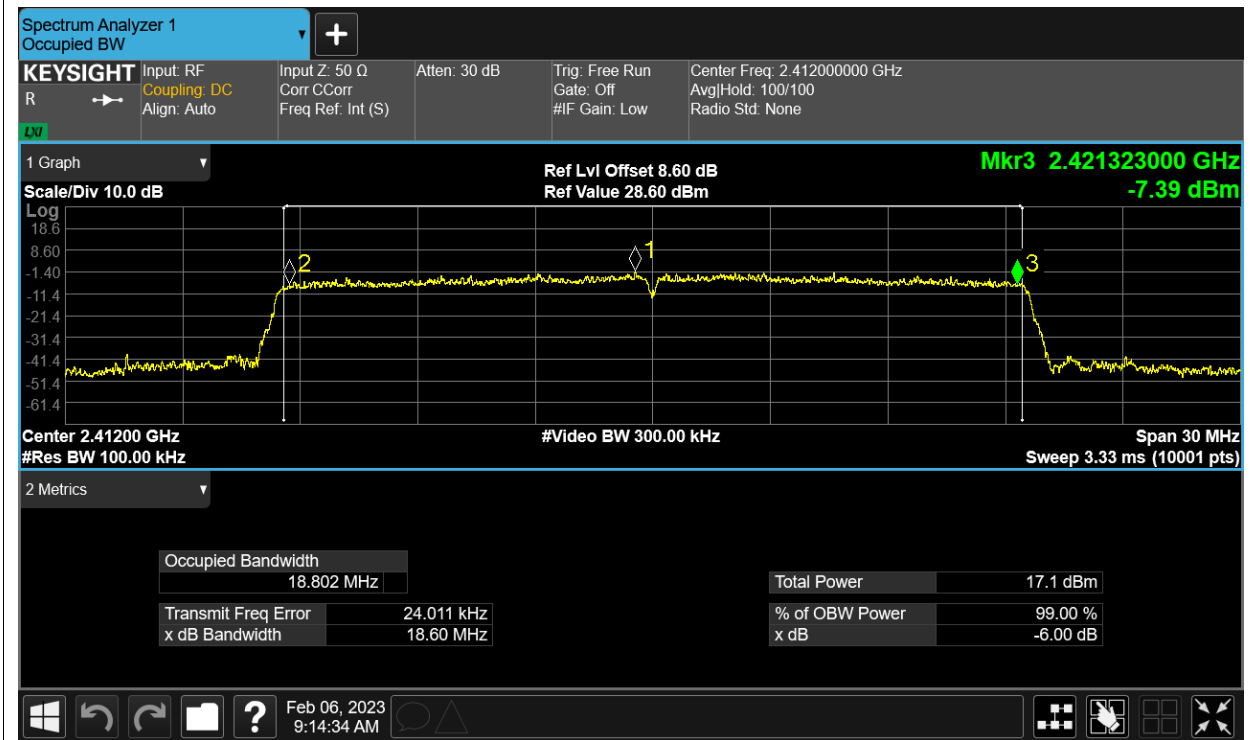 Spectrum Analyzer 1
Occupied BW
KEYSIGHT
R
LXI
Input: RF
Coupling: DC
Align: Auto
Input Z: 50 Ω
Corr CCorr
Freq Ref: Int (S)
Atten: 30 dB
Trig: Free Run
Gate: Off
#IF Gain: Low
Center Freq: 2.412000000 GHz
Avg|Hold: 100/100
Radio Std: None
1 Graph
Scale/Div 10.0 dB
Ref Lvl Offset 8.60 dB
Ref Value 28.60 dBm
Mkr3 2.421323000 GHz
-7.39 dBm
Log
18.6
8.60
-1.40
-11.4
-21.4
-31.4
-41.4
-51.4
-61.4
2
1
3
Center 2.41200 GHz
#Video BW 300.00 kHz
Span 30 MHz
#Res BW 100.00 kHz
Sweep 3.33 ms (10001 pts)
2 Metrics
Occupied Bandwidth
18.802 MHz
Total Power 17.1 dBm
Transmit Freq Error 24.011 kHz
% of OBW Power 99.00 %
x dB Bandwidth 18.60 MHz
x dB -6.00 dB
?
Feb 06, 2023
9:14:34 AM